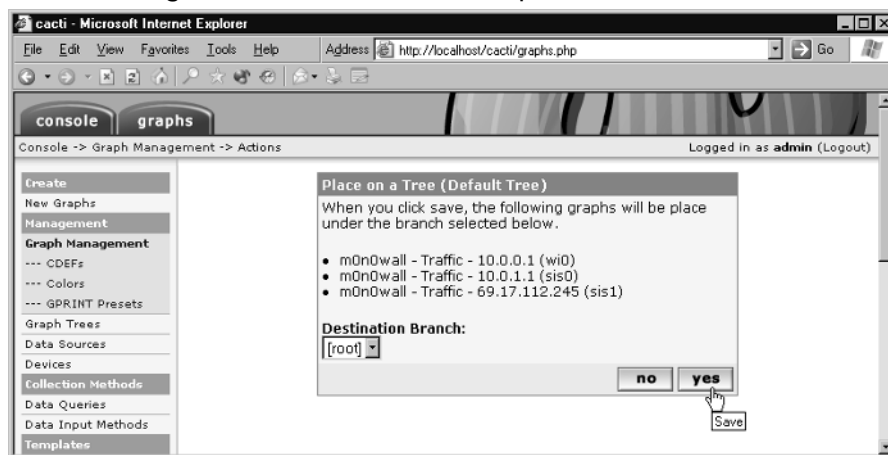 cacti - Microsoft Internet Explorer
File Edit View Favorites Tools Help Address http://localhost/cacti/graphs.php Go
console graphs
Console -> Graph Management -> Actions Logged in as admin (Logout)
Create
New Graphs
Management
Graph Management
--- CDEFs
--- Colors
--- GPRINT Presets
Graph Trees
Data Sources
Devices
Collection Methods
Data Queries
Data Input Methods
Templates
Place on a Tree (Default Tree)
When you click save, the following graphs will be place
under the branch selected below.
• m0n0wall - Traffic - 10.0.0.1 (wi0)
• m0n0wall - Traffic - 10.0.1.1 (sis0)
• m0n0wall - Traffic - 69.17.112.245 (sis1)
Destination Branch:
[root]
no yes
Save